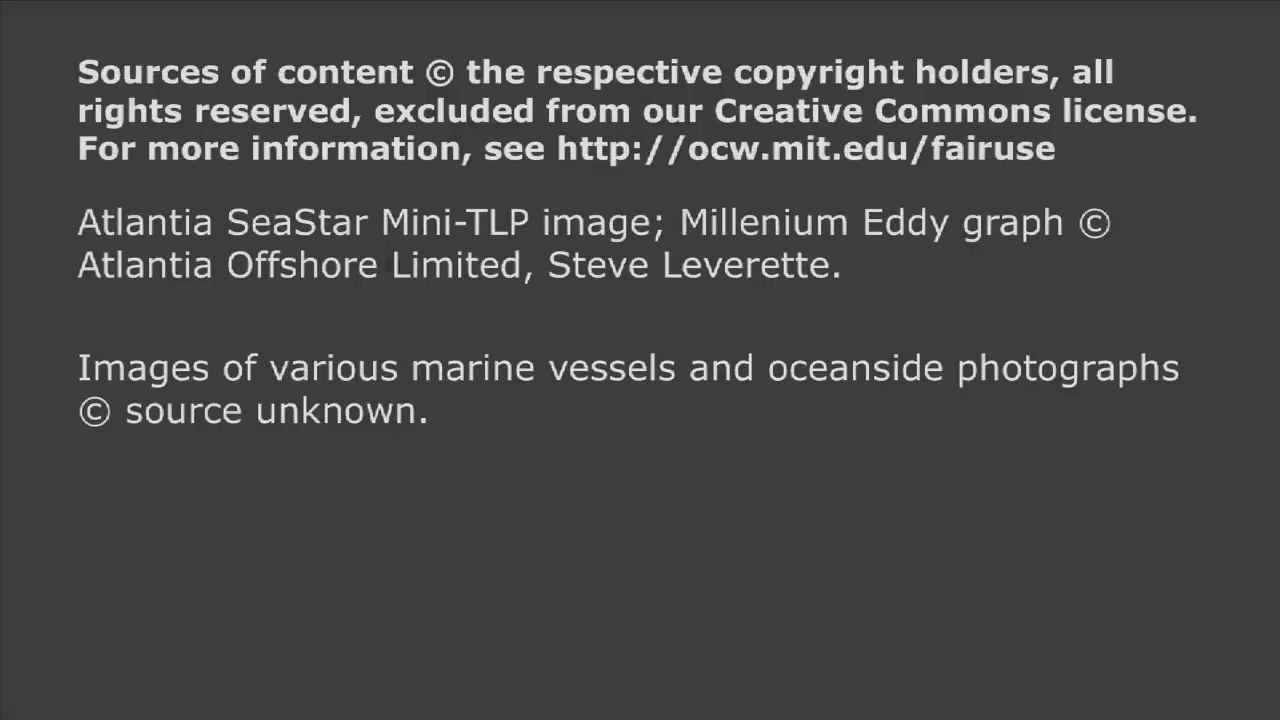 Sources of content © the respective copyright holders, all
rights reserved, excluded from our Creative Commons license.
For more information, see http://ocw.mit.edu/fairuse
Atlantia SeaStar Mini-TLP image; Millenium Eddy graph ©
Atlantia Offshore Limited, Steve Leverette.
Images of various marine vessels and oceanside photographs
© source unknown.